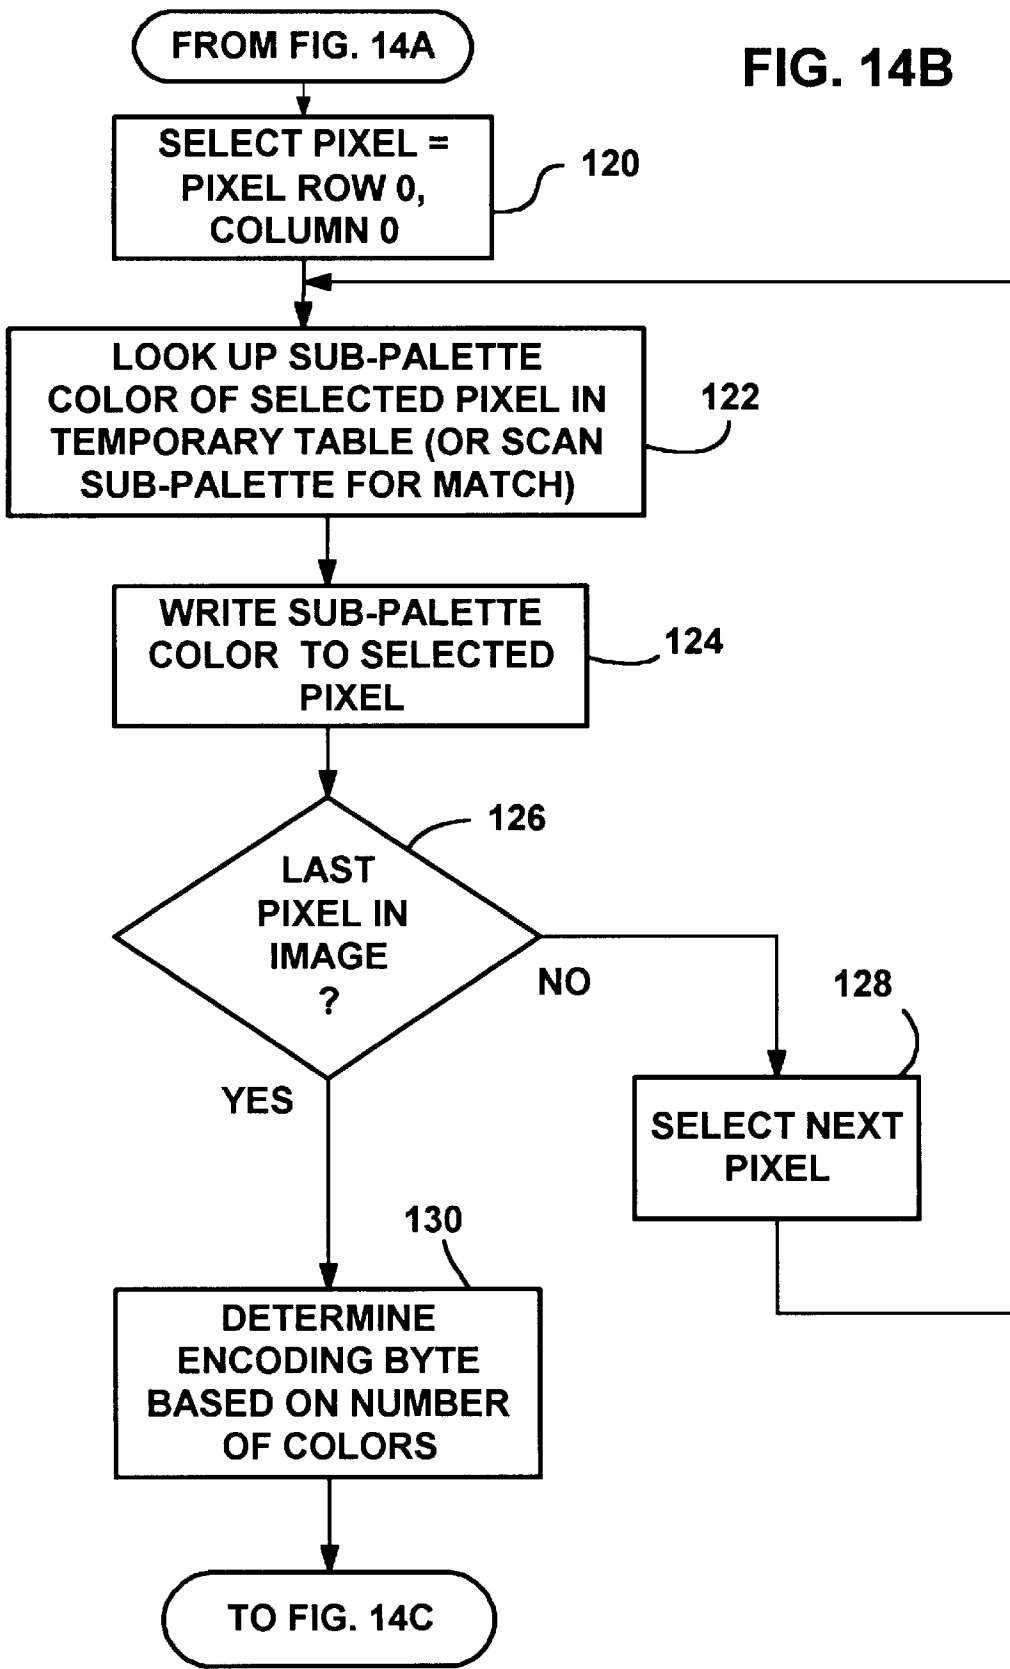 FROM FIG. 14A
FIG. 14B
SELECT PIXEL =
PIXEL ROW 0,
COLUMN 0
120
LOOK UP SUB-PALETTE
COLOR OF SELECTED PIXEL IN
TEMPORARY TABLE (OR SCAN
SUB-PALETTE FOR MATCH)
122
WRITE SUB-PALETTE
COLOR TO SELECTED
PIXEL
124
126
LAST
PIXEL IN
IMAGE
?
NO
128
YES
SELECT NEXT
PIXEL
130
DETERMINE
ENCODING BYTE
BASED ON NUMBER
OF COLORS
TO FIG. 14C